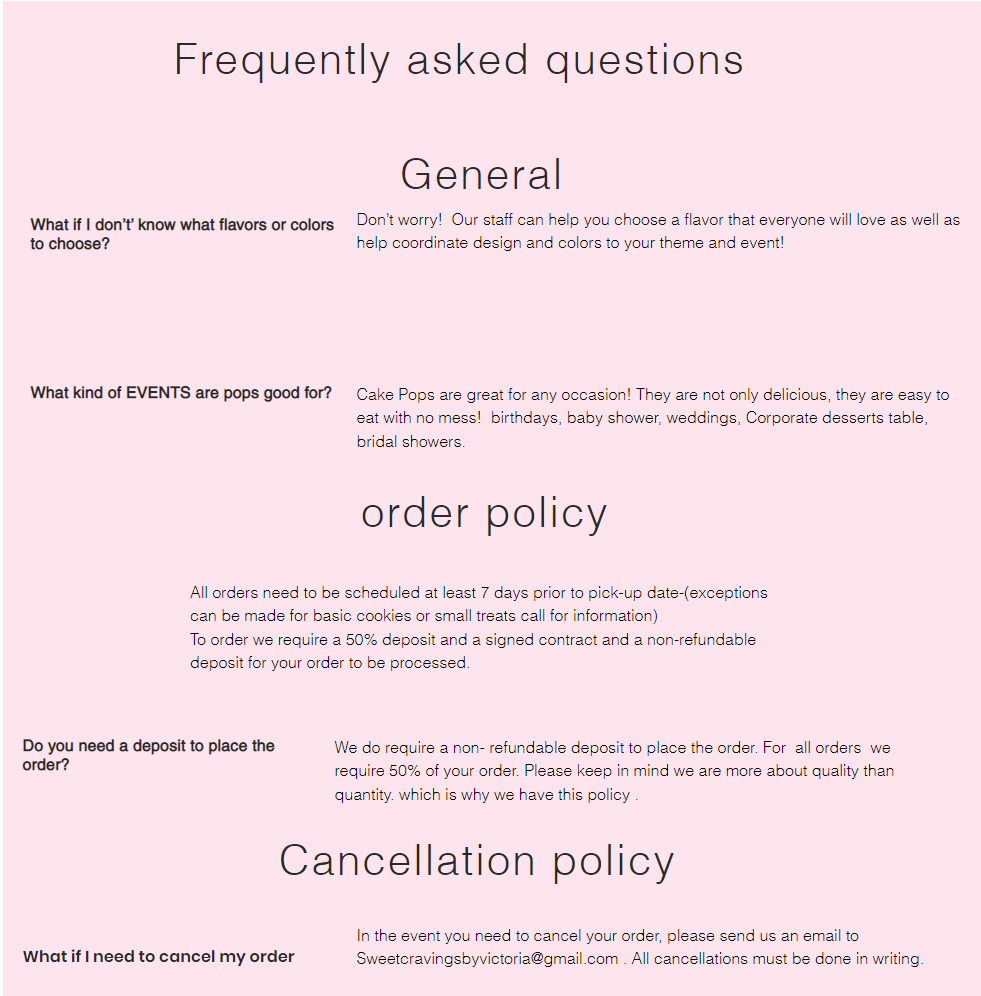 Frequently asked questions
General
What if I don’t’ know what flavors or colors
to choose?
Don’t worry!  Our staff can help you choose a flavor that everyone will love as well as
help coordinate design and colors to your theme and event!
What kind of EVENTS are pops good for?
Cake Pops are great for any occasion! They are not only delicious, they are easy to
eat with no mess!  birthdays, baby shower, weddings, Corporate desserts table,
bridal showers.
order policy
All orders need to be scheduled at least 7 days prior to pick-up date-(exceptions
can be made for basic cookies or small treats call for information)
To order we require a 50% deposit and a signed contract and a non-refundable
deposit for your order to be processed.
Do you need a deposit to place the
order?
We do require a non- refundable deposit to place the order. For  all orders  we
require 50% of your order. Please keep in mind we are more about quality than
quantity. which is why we have this policy .
Cancellation policy
What if I need to cancel my order
In the event you need to cancel your order, please send us an email to
Sweetcravingsbyvictoria@gmail.com . All cancellations must be done in writing.